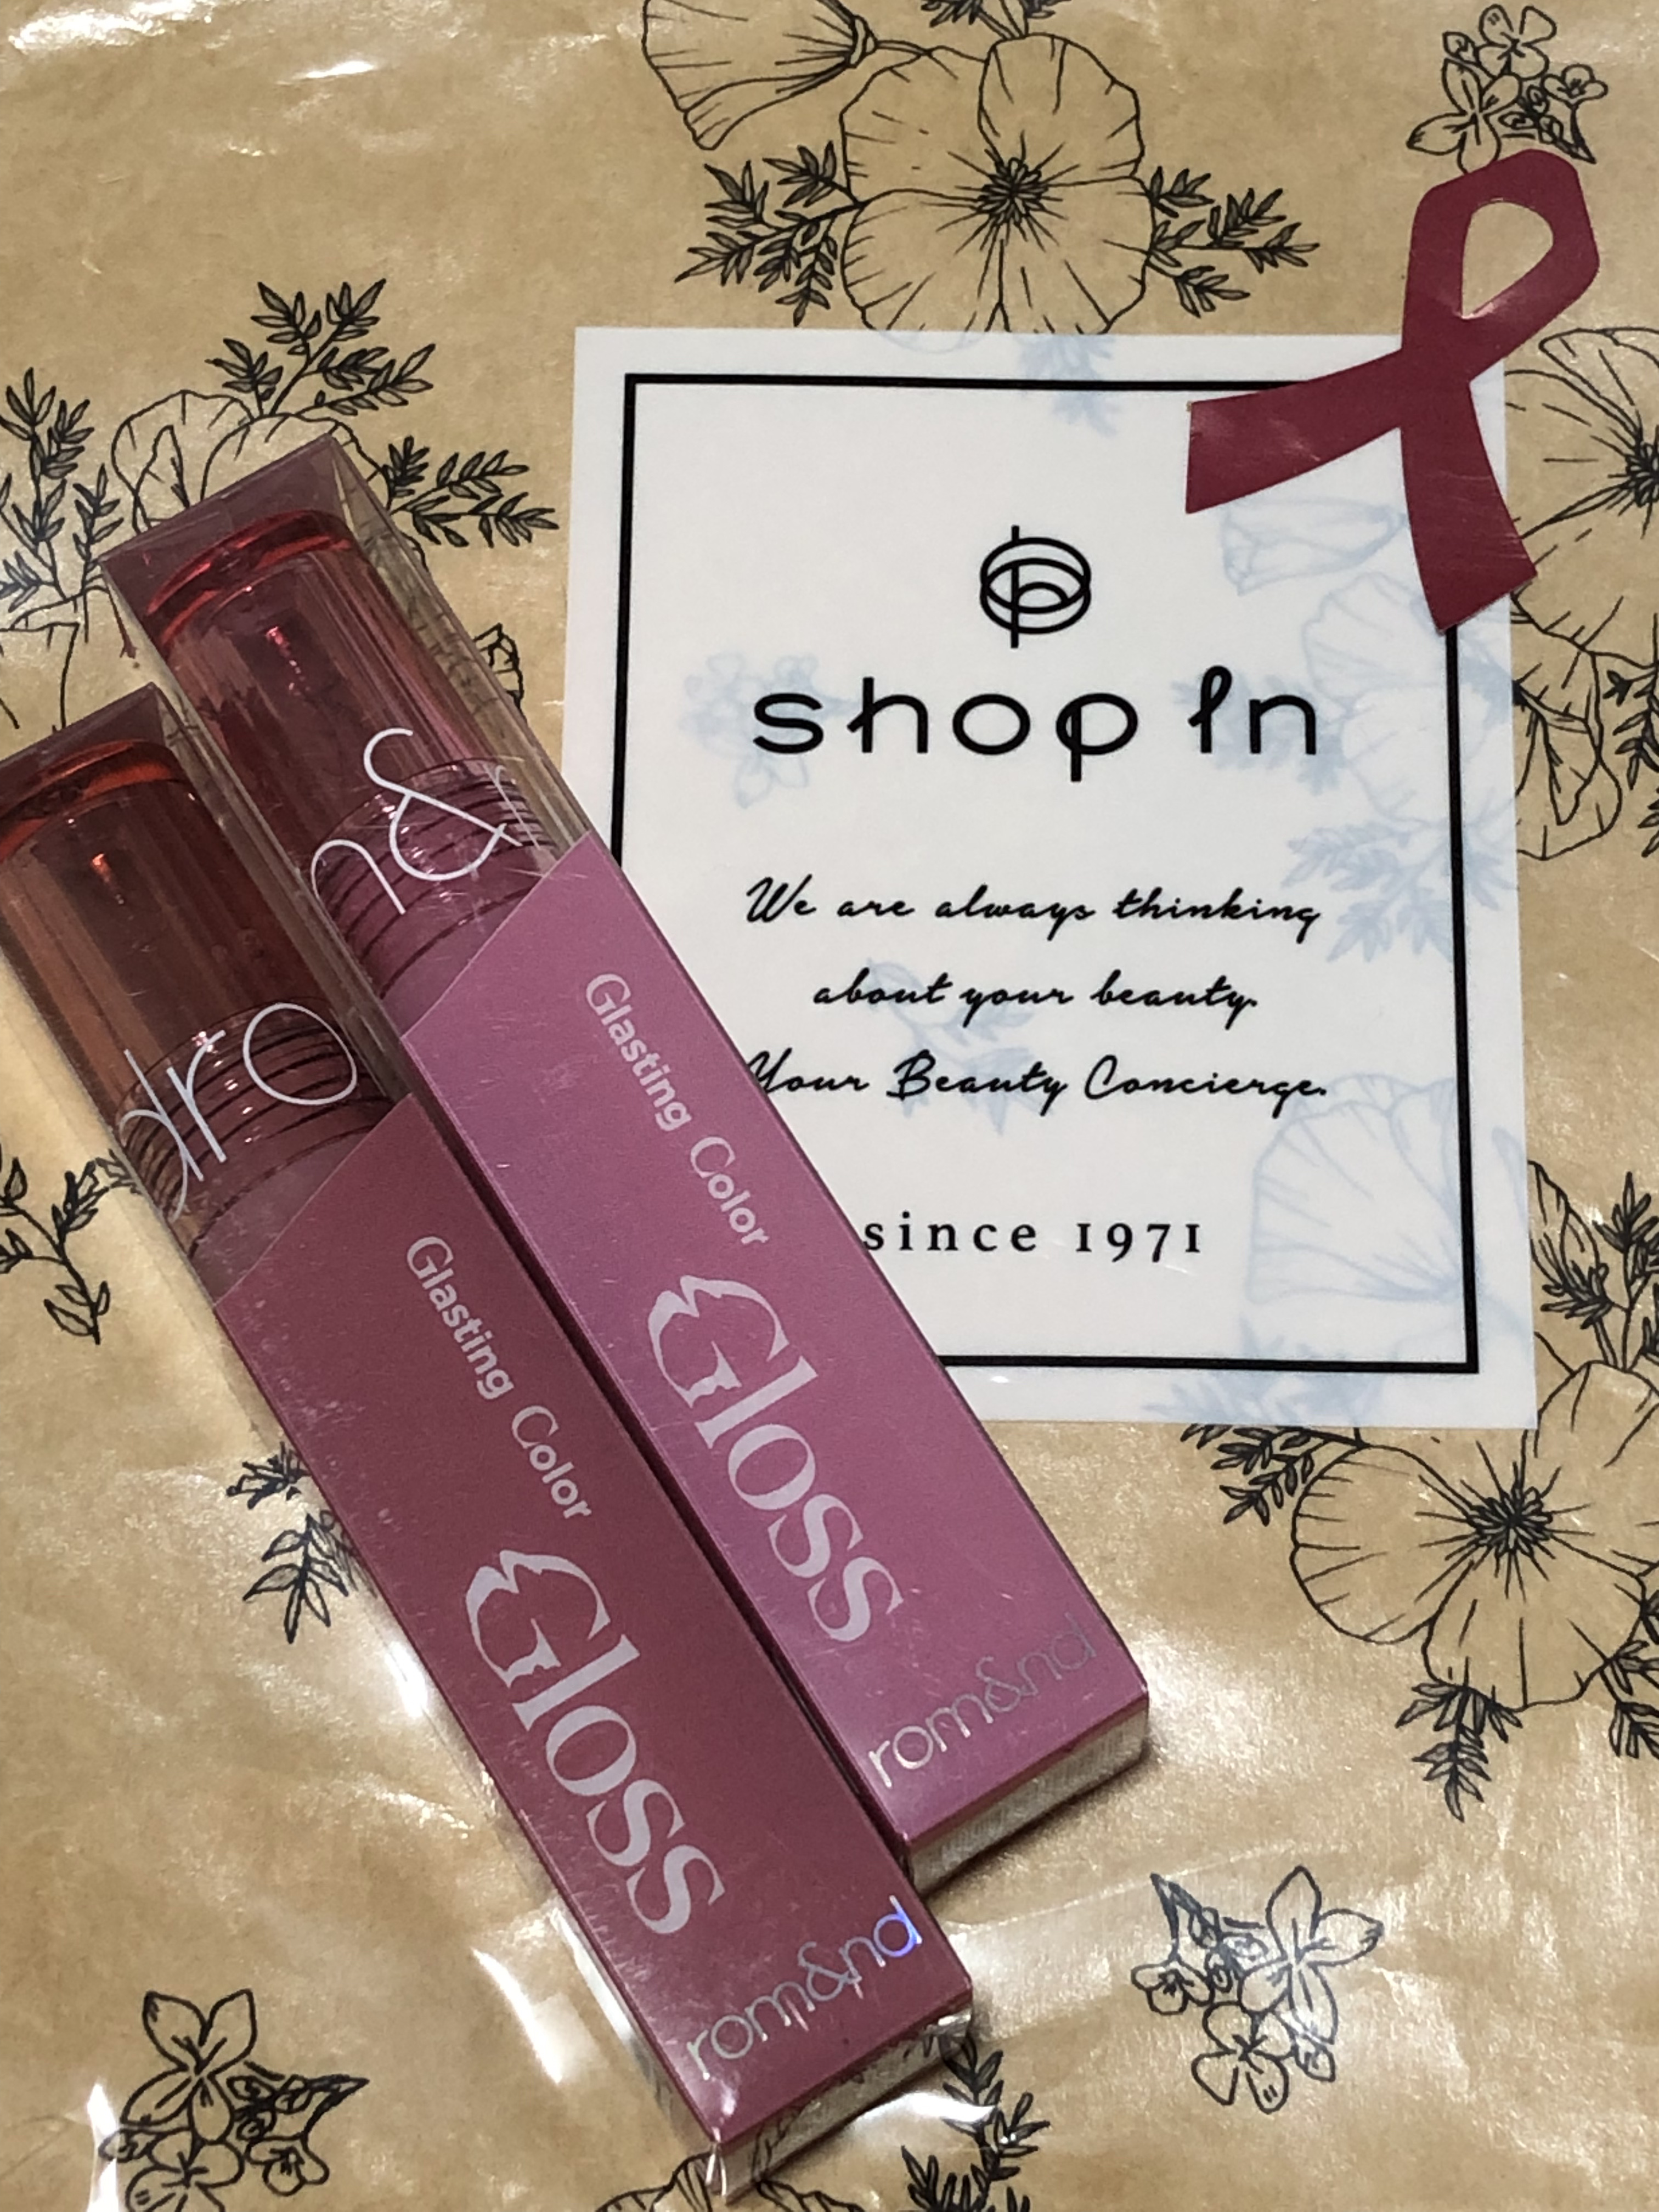 shop in
We are always thinking
about your beauty.
Your Beauty Concierge.
since 1971
n&
Glasting Color
Gloss
rom&nd
dro
Glasting Color
Gloss
rom&nd